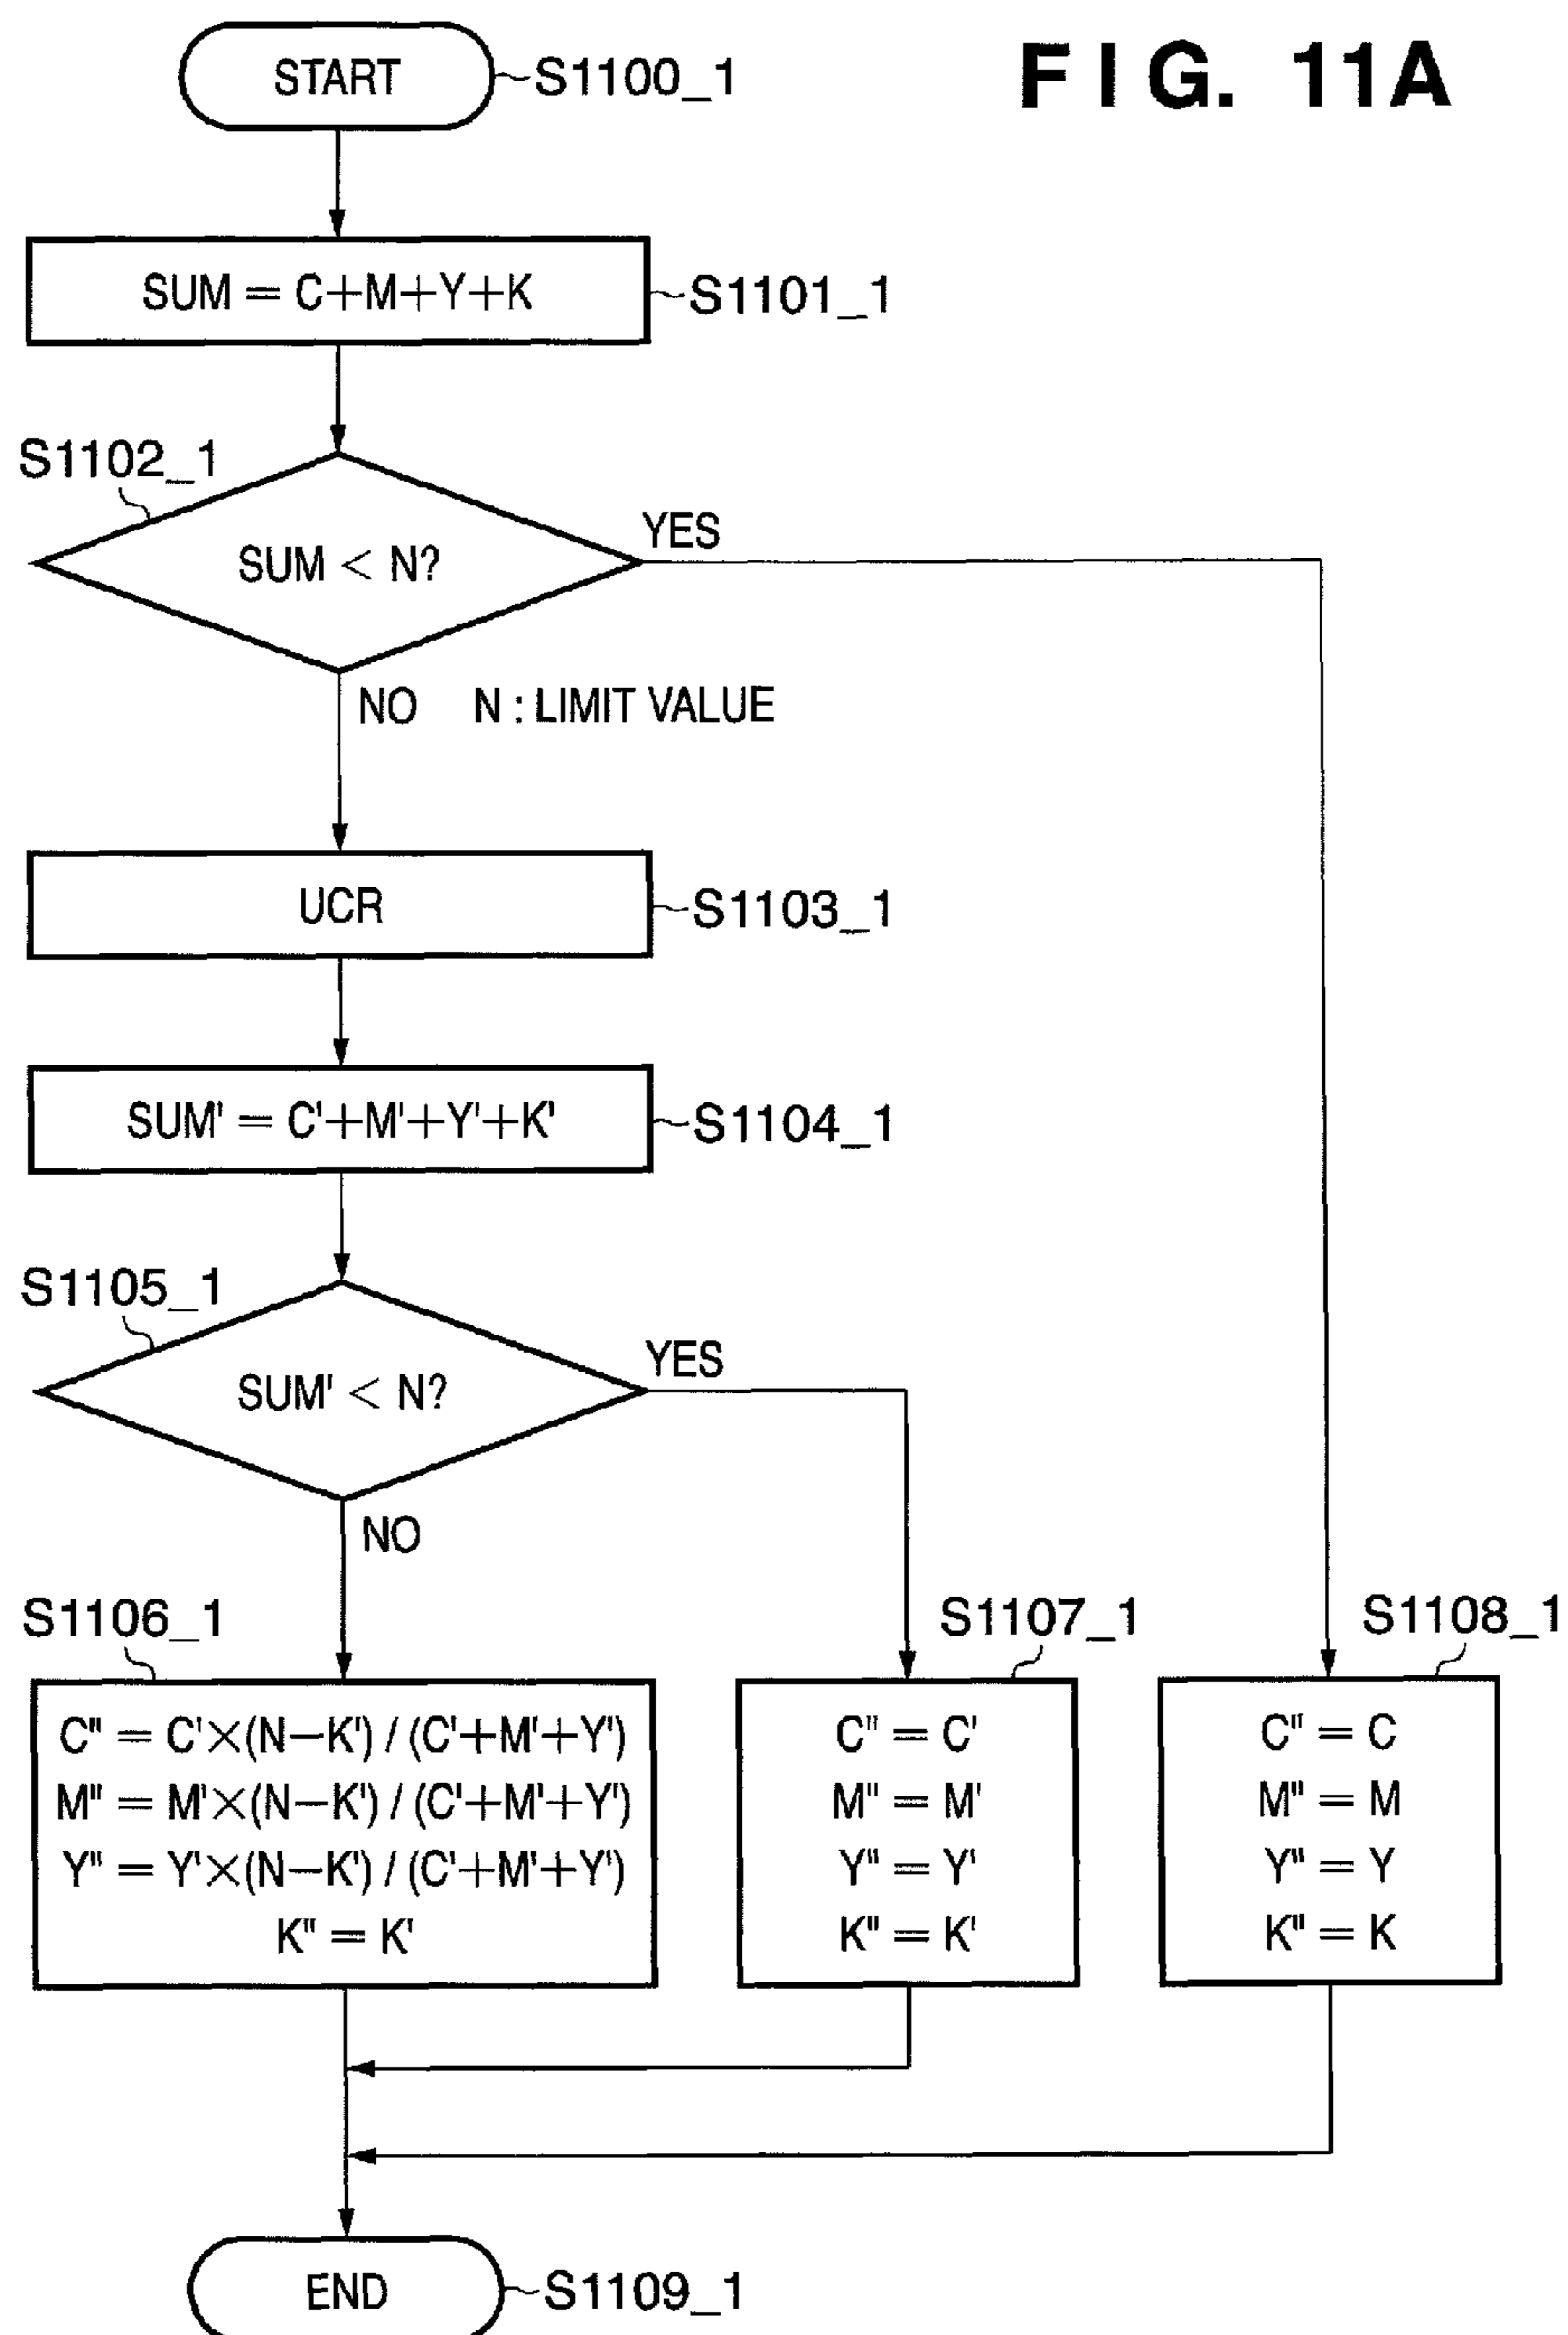 FIG. 11A
START
S1100_1
SUM = C+M+Y+K
S1101_1
S1102_1
SUM < N?
YES
NO
N : LIMIT VALUE
UCR
S1103_1
SUM' = C'+M'+Y'+K'
S1104_1
S1105_1
SUM' < N?
YES
NO
S1106_1
C" = C'×(N−K') / (C'+M'+Y')
M" = M'×(N−K') / (C'+M'+Y')
Y" = Y'×(N−K') / (C'+M'+Y')
K" = K'
S1107_1
C" = C'
M" = M'
Y" = Y'
K" = K'
S1108_1
C" = C
M" = M
Y" = Y
K" = K
END
S1109_1